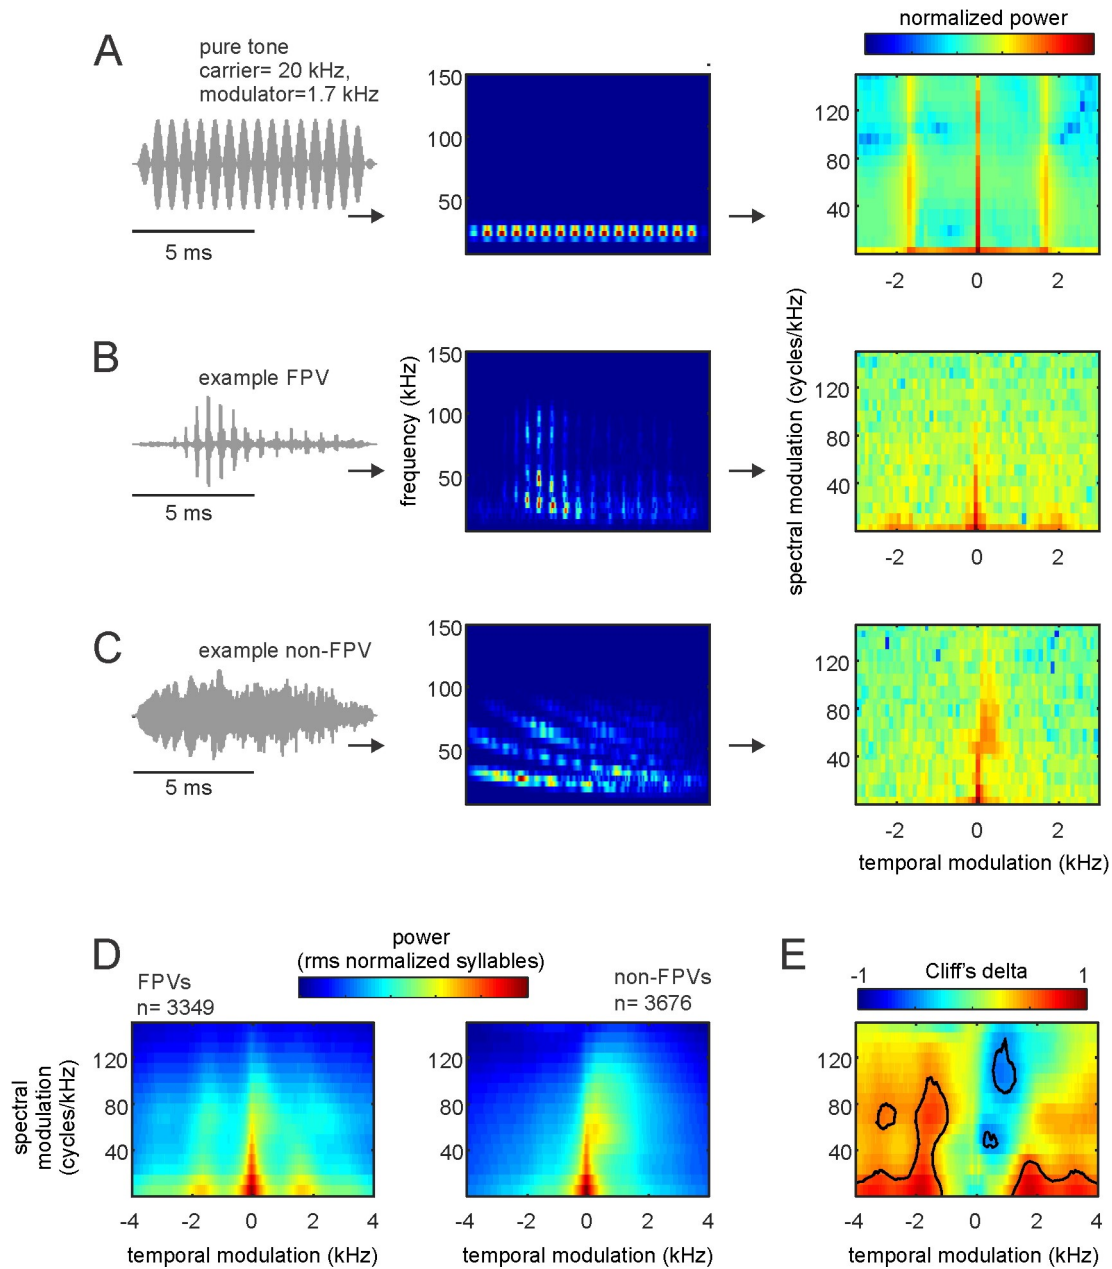 A
pure tone
carrier= 20 kHz,
modulator=1.7 kHz
5 ms
150
100
50
normalized power
120
80
40
-2 0 2
B
example FPV
5 ms
frequency (kHz)
150
100
50
spectral modulation (cycles/kHz)
120
80
40
-2 0 2
C
example non-FPV
5 ms
150
100
50
120
80
40
-2 0 2
temporal modulation (kHz)
D
power
(rms normalized syllables)
FPVs
n= 3349
non-FPVs
n= 3676
spectral
modulation
(cycles/kHz)
120
80
40
-4 -2 0 2 4
temporal modulation (kHz)
-4 -2 0 2 4
temporal modulation (kHz)
E
-1 Cliff's delta 1
120
80
40
-4 -2 0 2 4
temporal modulation (kHz)